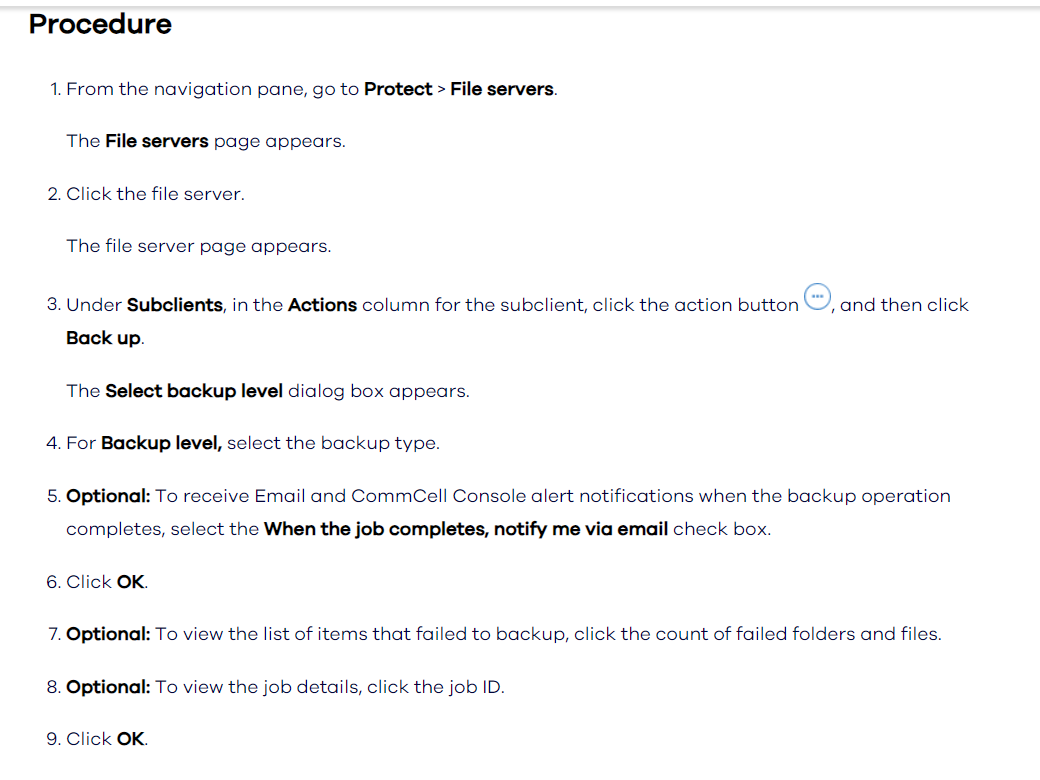 Procedure
1. From the navigation pane, go to Protect > File servers.
The File servers page appears.
2. Click the file server.
The file server page appears.
3. Under Subclients, in the Actions column for the subclient, click the action button ..., and then click
Back up.
The Select backup level dialog box appears.
4. For Backup level, select the backup type.
5. Optional: To receive Email and CommCell Console alert notifications when the backup operation
completes, select the When the job completes, notify me via email check box.
6. Click OK.
7. Optional: To view the list of items that failed to backup, click the count of failed folders and files.
8. Optional: To view the job details, click the job ID.
9. Click OK.